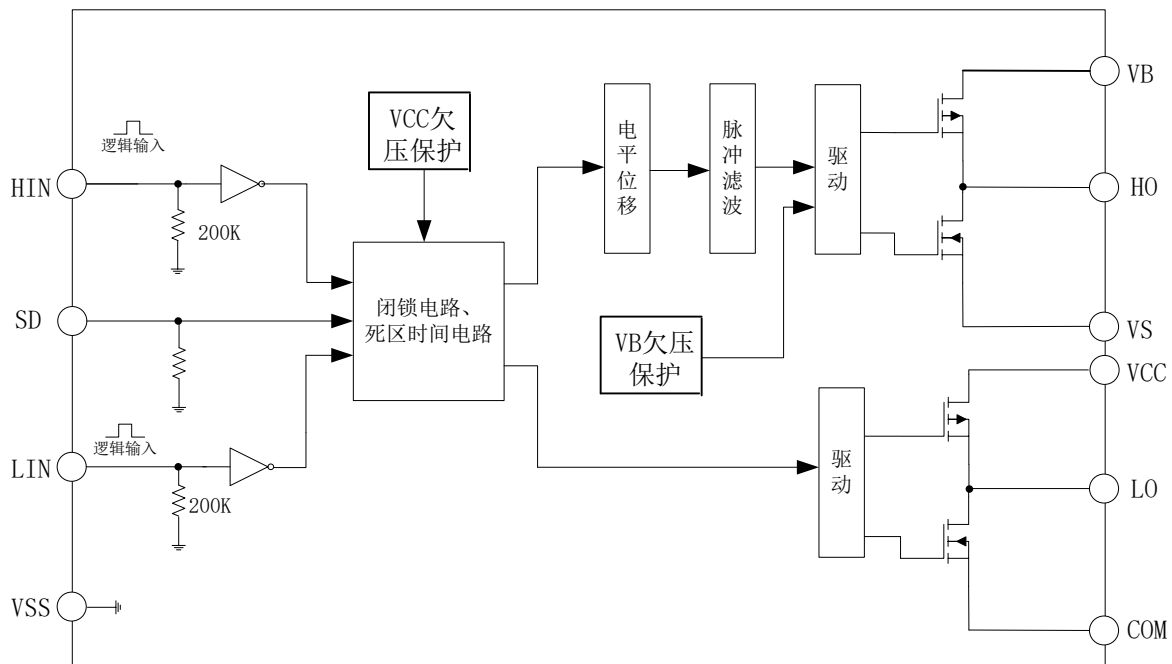 VB
VCC欠
压保护
电
平
位
移
脉
冲
滤
波
驱
动
逻辑输入
HIN
HO
200K
闭锁电路、
死区时间电路
SD
VS
VB欠压
保护
VCC
逻辑输入
LIN
驱
动
LO
200K
VSS
COM